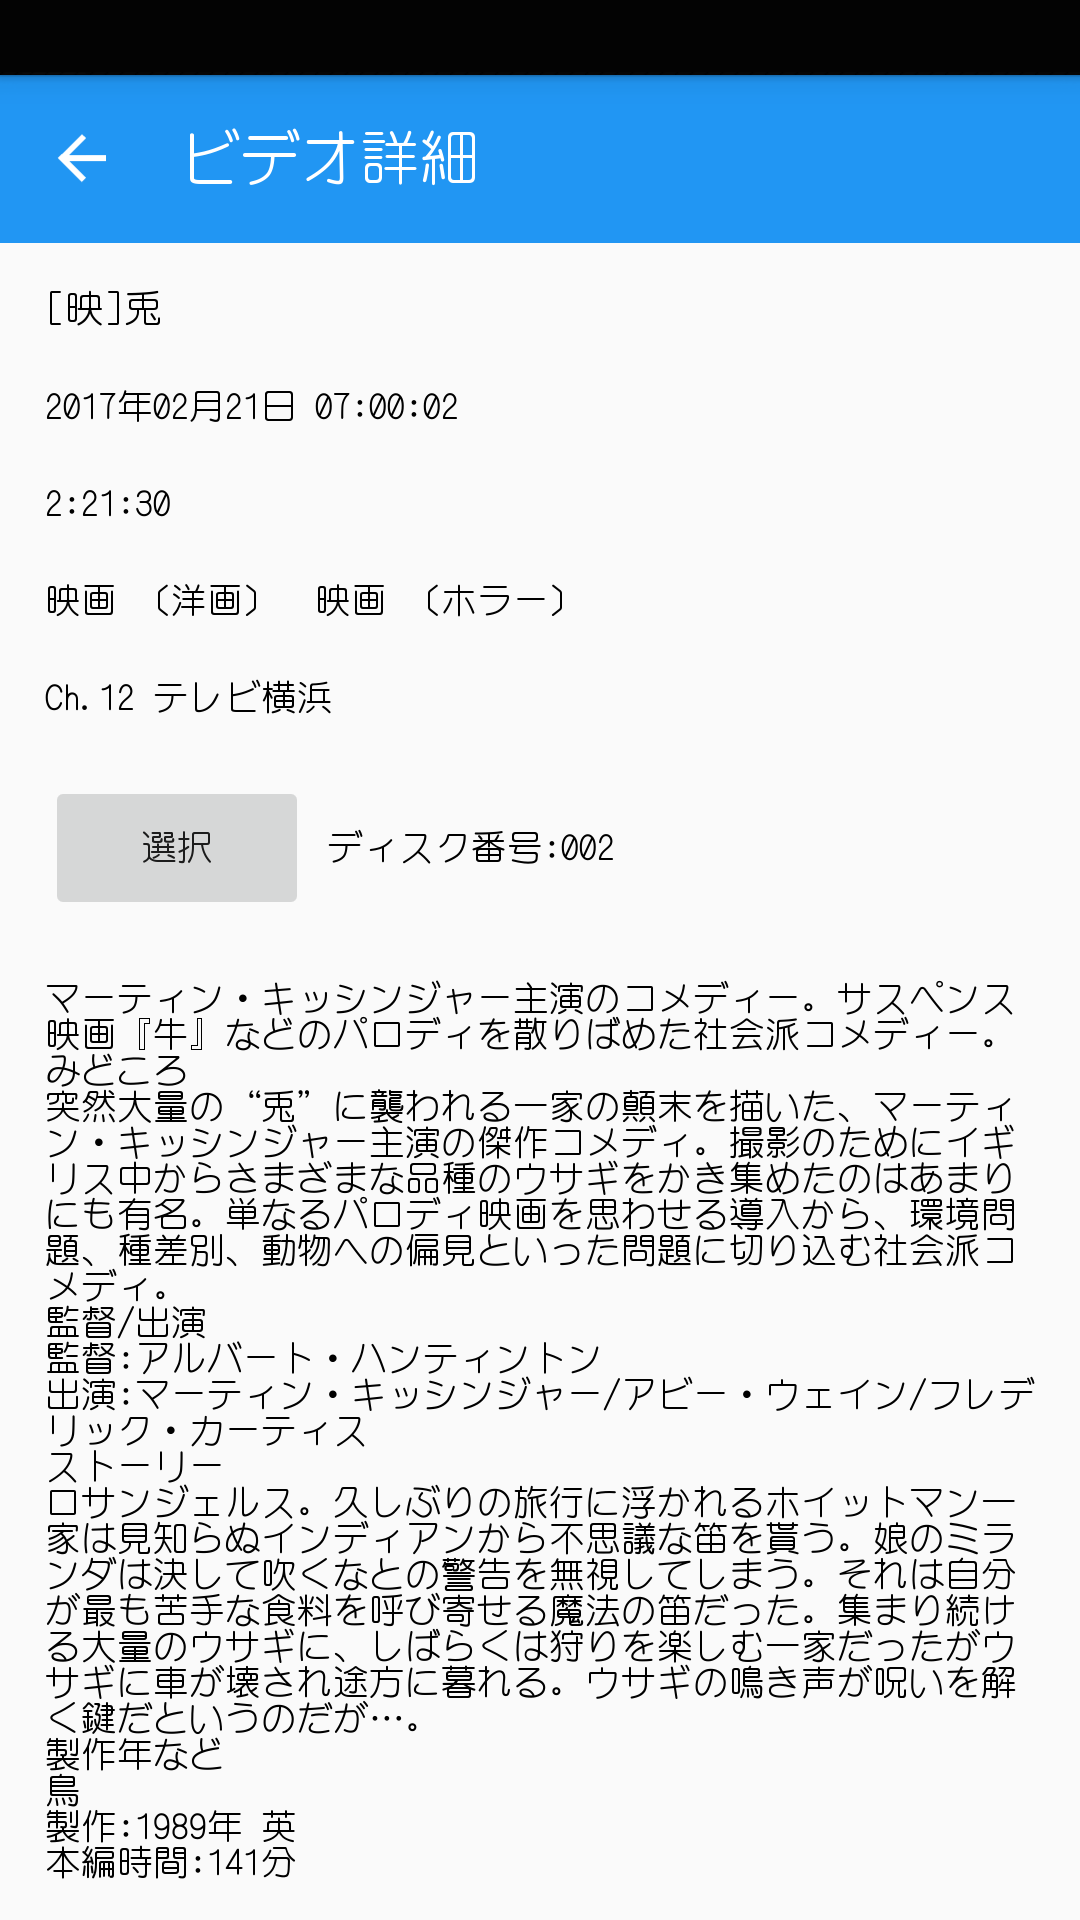 ビデオ詳細
[映]兎
2017年02月21日 07:00:02
2:21:30
映画 (洋画) 映画 (ホラー)
Ch.12 テレビ横浜
選択 ディスク番号:002
マーティン・キッシンジャー主演のコメディー。サスペンス
映画『牛』などのパロディを散りばめた社会派コメディー。
みどころ
突然大量の“兎”に襲われる一家の顛末を描いた、マーティ
ン・キッシンジャー主演の傑作コメディ。撮影のためにイギ
リス中からさまざまな品種のウサギをかき集めたのはあまり
にも有名。単なるパロディ映画を思わせる導入から、環境問
題、種差別、動物への偏見といった問題に切り込む社会派コ
メディ。
監督/出演
監督:アルバート・ハンティントン
出演:マーティン・キッシンジャー/アビー・ウェイン/フレデ
リック・カーティス
ストーリー
ロサンジェルス。久しぶりの旅行に浮かれるホイットマン一
家は見知らぬインディアンから不思議な笛を貰う。娘のミラ
ンダは決して吹くなとの警告を無視してしまう。それは自分
が最も苦手な食料を呼び寄せる魔法の笛だった。集まり続け
る大量のウサギに、しばらくは狩りを楽しむ一家だったがウ
サギに車が壊され途方に暮れる。ウサギの鳴き声が呪いを解
く鍵だというのだが…。
製作年など
鳥
製作:1989年 英
本編時間:141分